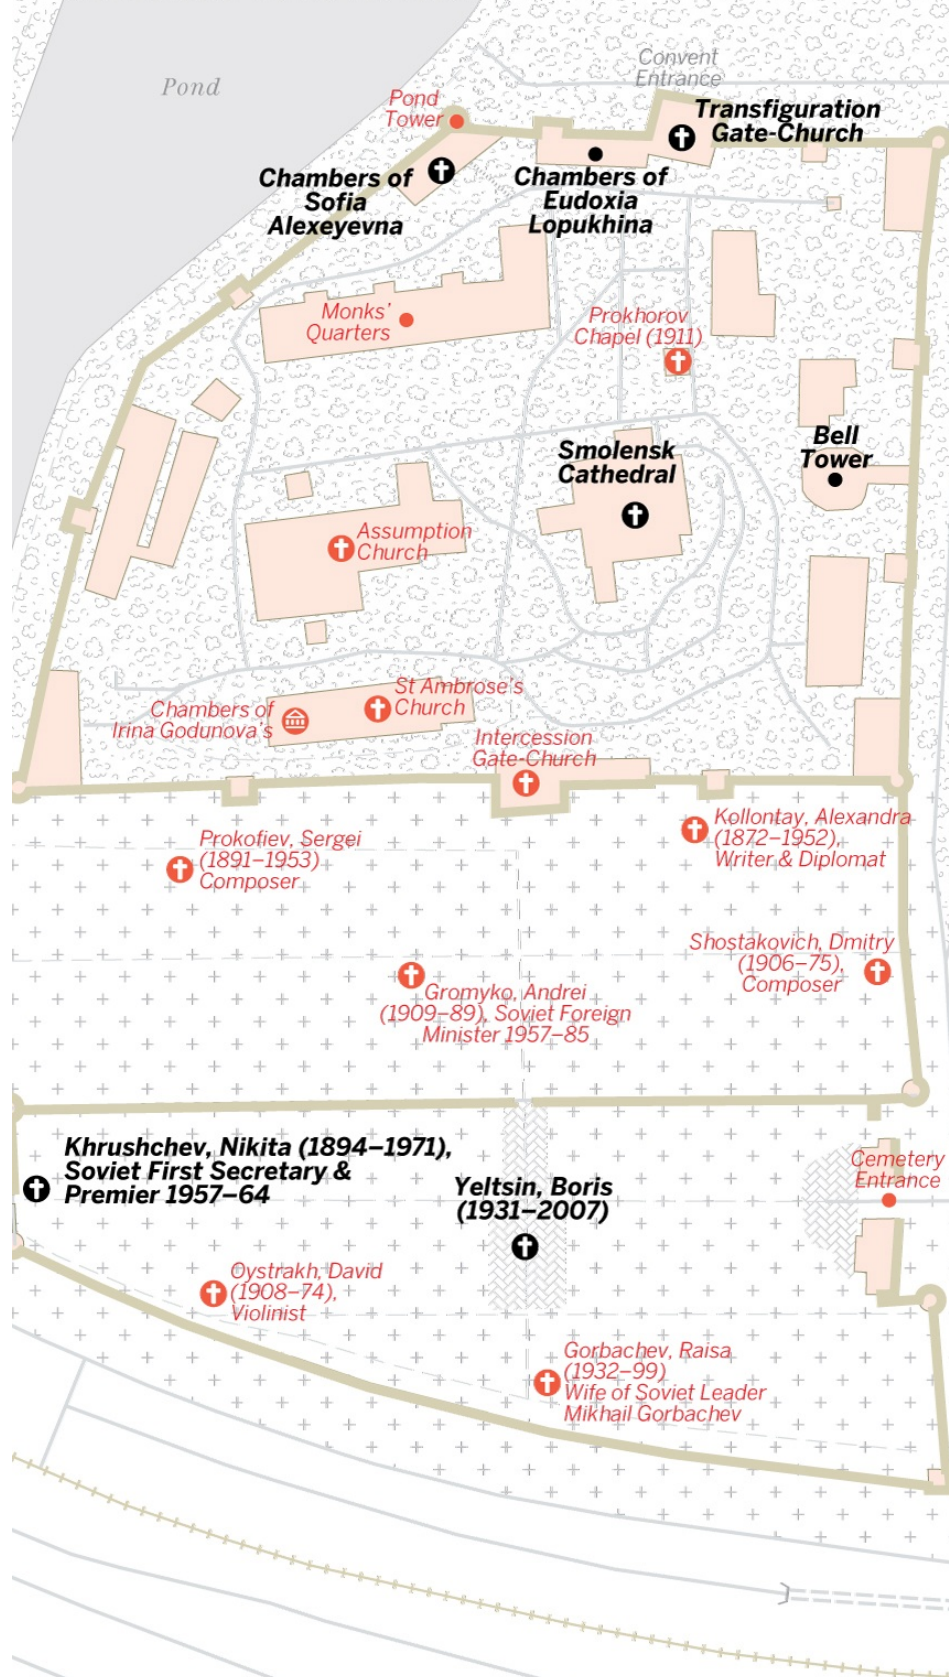 Convent
Entrance
Pond
Pond
Tower
Transfiguration
Gate-Church
Chambers of
Sofia
Alexeyevna
Chambers of
Eudoxia
Lopukhina
Monks'
Quarters
Prokhorov
Chapel (1911)
Smolensk
Cathedral
Bell
Tower
Assumption
Church
St Ambrose's
Church
Chambers of
Irina Godunova's
Intercession
Gate-Church
Prokofiev, Sergei
(1891–1953)
Composer
Kollontay, Alexandra
(1872–1952),
Writer & Diplomat
Shostakovich, Dmitry
(1906–75),
Composer
Gromyko, Andrei
(1909–89), Soviet Foreign
Minister 1957–85
Khrushchev, Nikita (1894–1971),
Soviet First Secretary &
Premier 1957–64
Yeltsin, Boris
(1931–2007)
Cemetery
Entrance
Oystrakh, David
(1908–74),
Violinist
Gorbachev, Raisa
(1932–99)
Wife of Soviet Leader
Mikhail Gorbachev